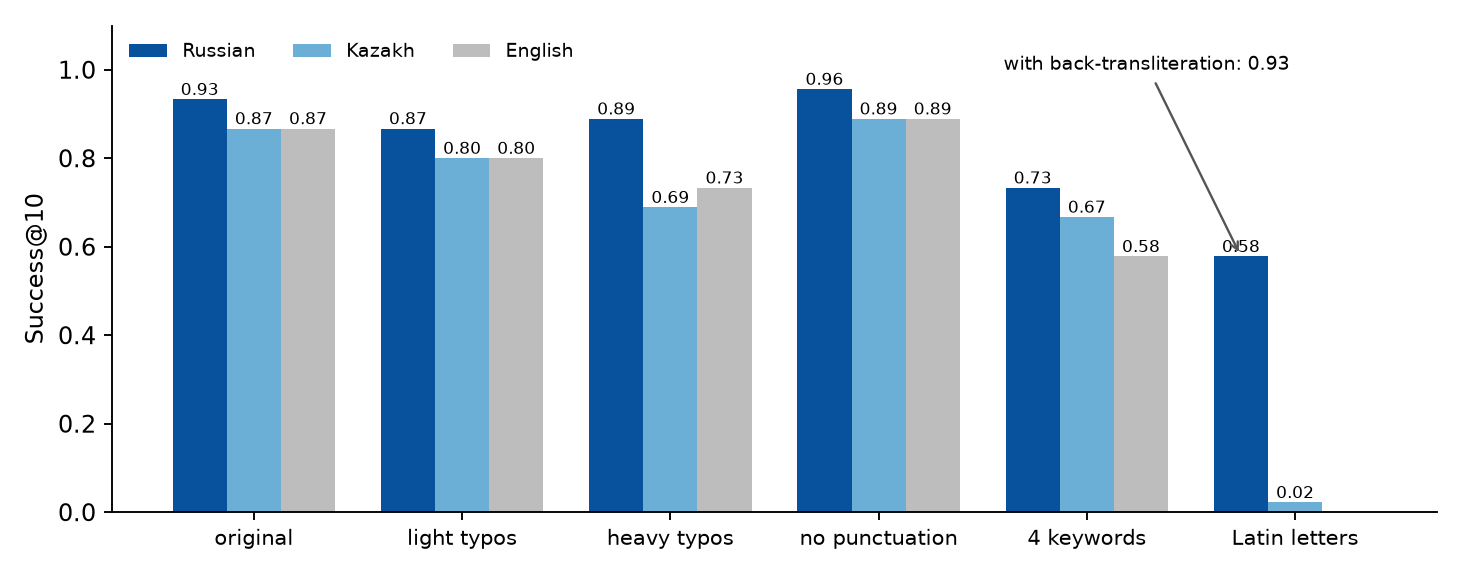 Russian Kazakh English
with back-transliteration: 0.93
Success@10
1.0
0.8
0.6
0.4
0.2
0.0
0.93 0.87 0.87
0.87 0.80 0.80
0.89 0.69 0.73
0.96 0.89 0.89
0.73 0.67 0.58
0.58 0.02
original light typos heavy typos no punctuation 4 keywords Latin letters